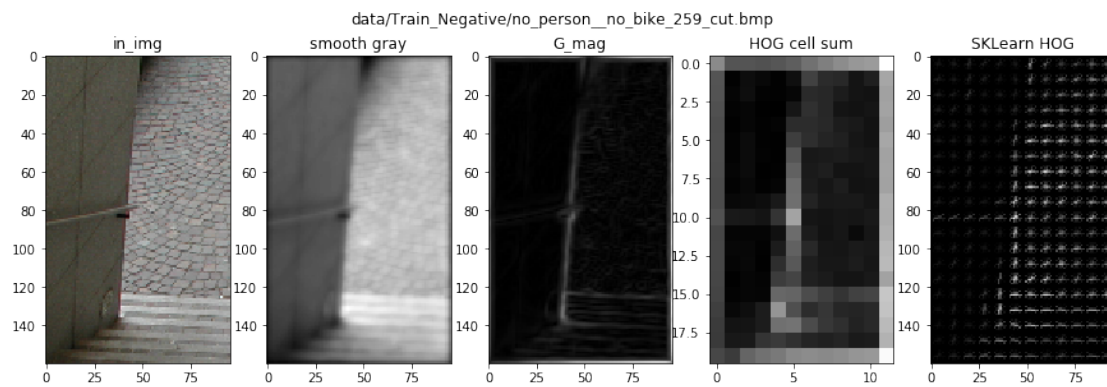 data/Train_Negative/no_person__no_bike_259_cut.bmp
in_img smooth gray G_mag HOG cell sum SKLearn HOG
0 0 0 0.0 0
20 20 20 2.5 20
40 40 40 5.0 40
60 60 60 7.5 60
80 80 80 10.0 80
100 100 100 12.5 100
120 120 120 15.0 120
140 140 140 17.5 140
0 25 50 75 0 25 50 75 0 25 50 75 0 5 10 0 25 50 75